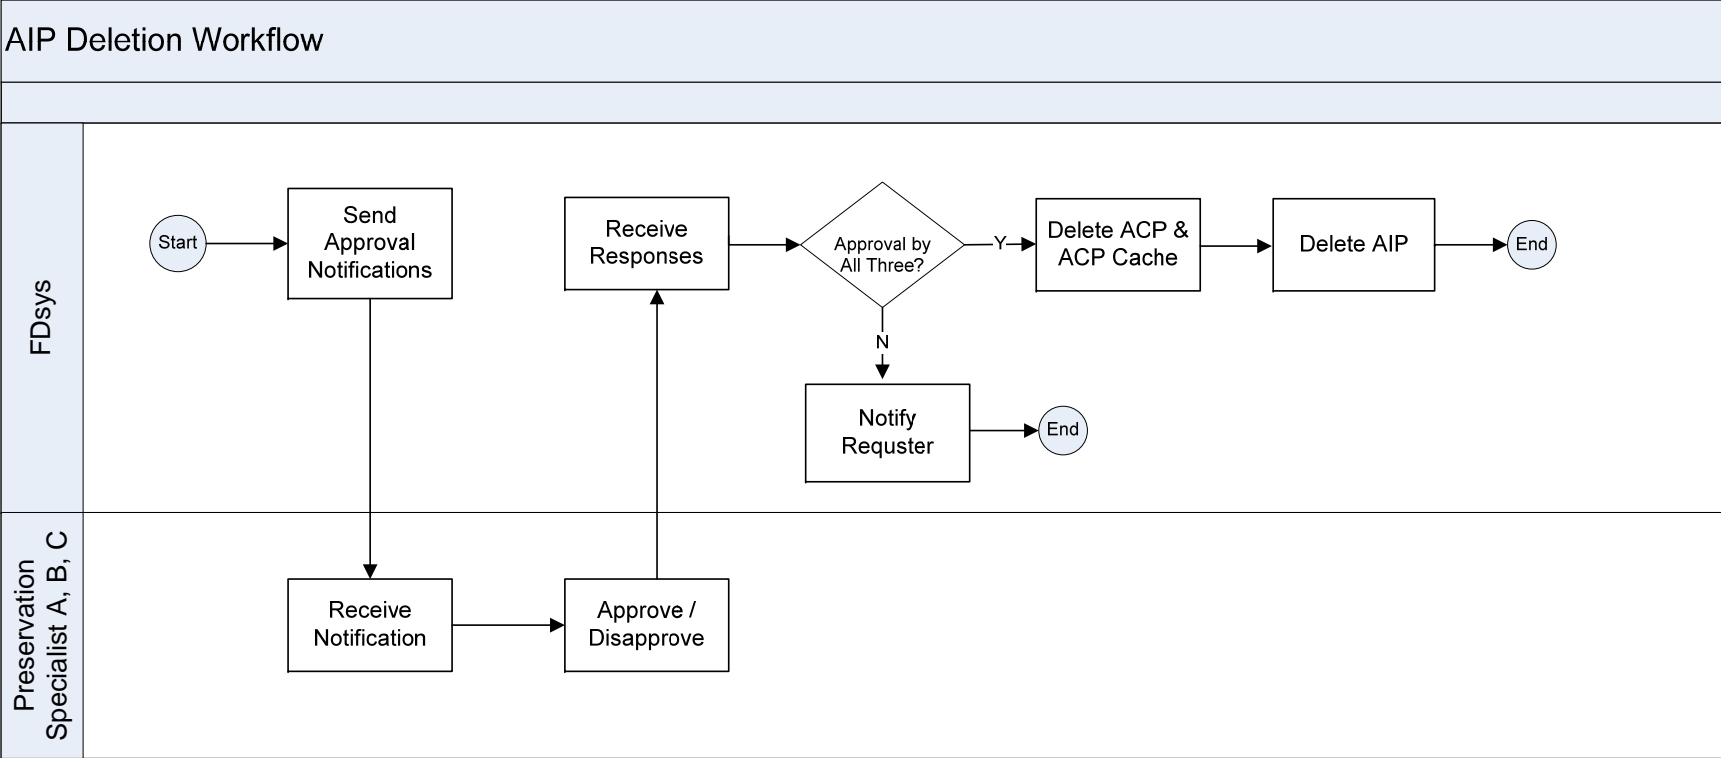 AIP Deletion Workflow
FDsys
Start
Send
Approval
Notifications
Receive
Responses
Approval by
All Three?
Y
Delete ACP &
ACP Cache
Delete AIP
End
N
Notify
Requster
End
Preservation
Specialist A, B, C
Receive
Notification
Approve /
Disapprove